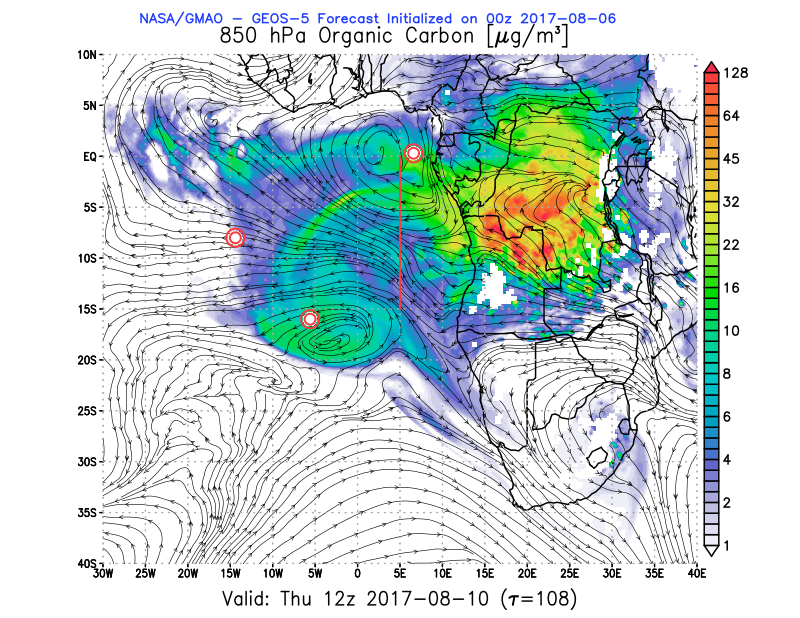 NASA/GMAO – GEOS-5 Forecast Initialized on 00z 2017-08-06
850 hPa Organic Carbon [μg/m³]
10N
5N
EQ
5S
10S
15S
20S
25S
30S
35S
40S
30W 25W 20W 15W 10W 5W 0 5E 10E 15E 20E 25E 30E 35E 40E
128
64
45
32
22
16
10
8
6
4
2
1
Valid: Thu 12z 2017-08-10 (τ=108)